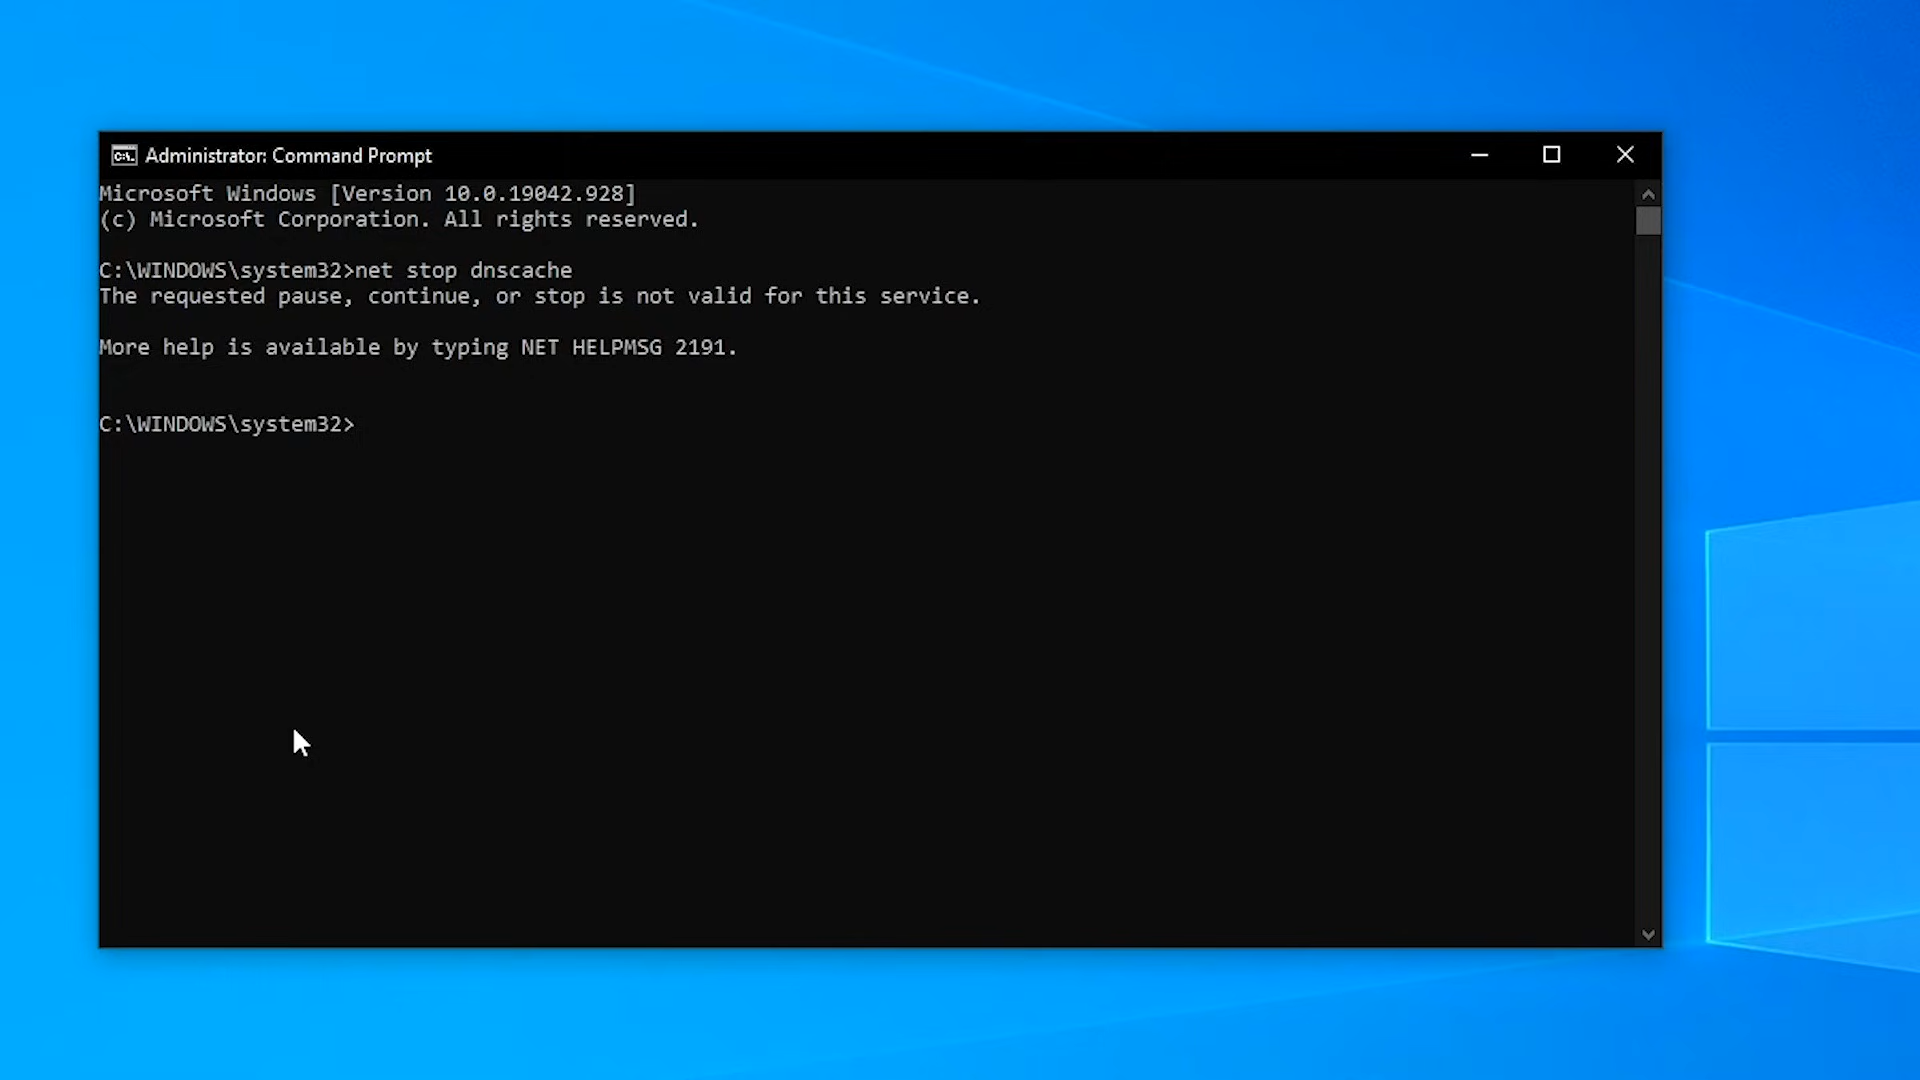 Administrator: Command Prompt
Microsoft Windows [Version 10.0.19042.928]
(c) Microsoft Corporation. All rights reserved.
C:\WINDOWS\system32>net stop dnscache
The requested pause, continue, or stop is not valid for this service.
More help is available by typing NET HELPMSG 2191.
C:\WINDOWS\system32>